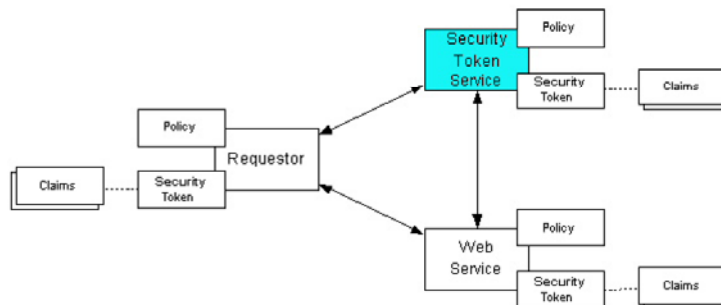 Security
Token
Service
Policy
Security
Token
Claims
Policy
Requestor
Claims
Security
Token
Web
Service
Policy
Security
Token
Claims